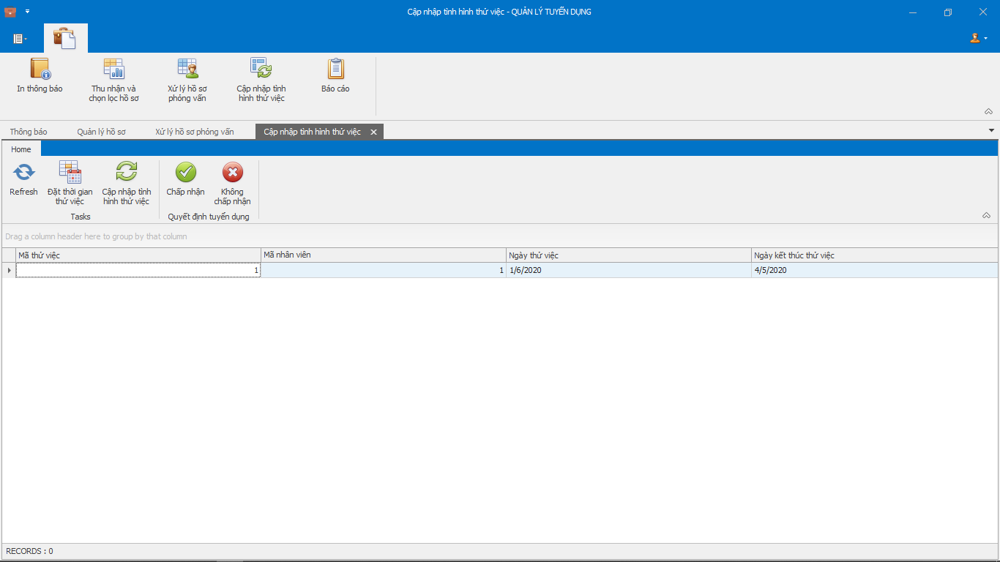 Cập nhập tình hình thử việc - QUẢN LÝ TUYỂN DỤNG
In thông báo
Thu nhận và
chọn lọc hồ sơ
Xử lý hồ sơ
phỏng vấn
Cập nhập tình
hình thử việc
Báo cáo
Thông báo
Quản lý hồ sơ
Xử lý hồ sơ phỏng vấn
Cập nhập tình hình thử việc
Home
Refresh
Đặt thời gian
thử việc
Cập nhập tình
hình thử việc
Chấp nhận
Không
chấp nhận
Tasks
Quyết định tuyển dụng
Drag a column header here to group by that column
Mã thử việc
Mã nhân viên
Ngày thử việc
Ngày kết thúc thử việc
1
1
1/6/2020
4/5/2020
RECORDS : 0